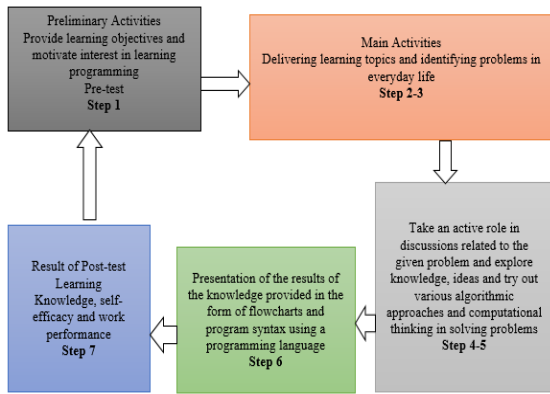 Preliminary Activities
Provide learning objectives and
motivate interest in learning
programming
Pre-test
Step 1
Main Activities
Delivering learning topics and identifying problems in
everyday life
Step 2-3
Take an active role in
discussions related to the
given problem and explore
knowledge, ideas and try out
various algorithmic
approaches and computational
thinking in solving problems
Step 4-5
Presentation of the results of
the knowledge provided in the
form of flowcharts and
program syntax using a
programming language
Step 6
Result of Post-test
Learning
Knowledge, self-
efficacy and work
performance
Step 7